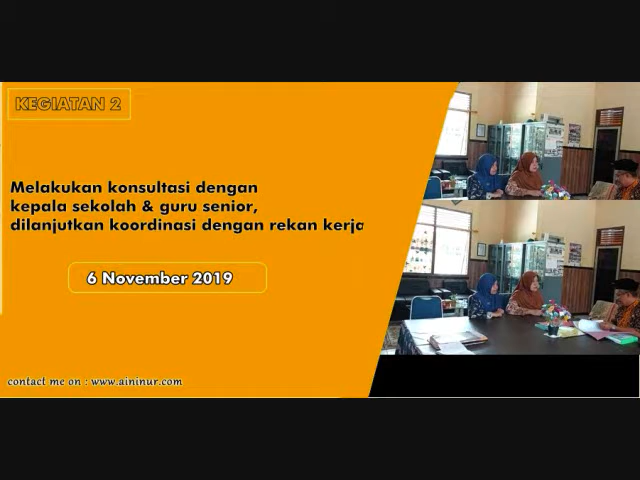 KEGIATAN 2
Melakukan konsultasi dengan
kepala sekolah & guru senior,
dilanjutkan koordinasi dengan rekan kerja
6 November 2019
contact me on : www.aininur.com